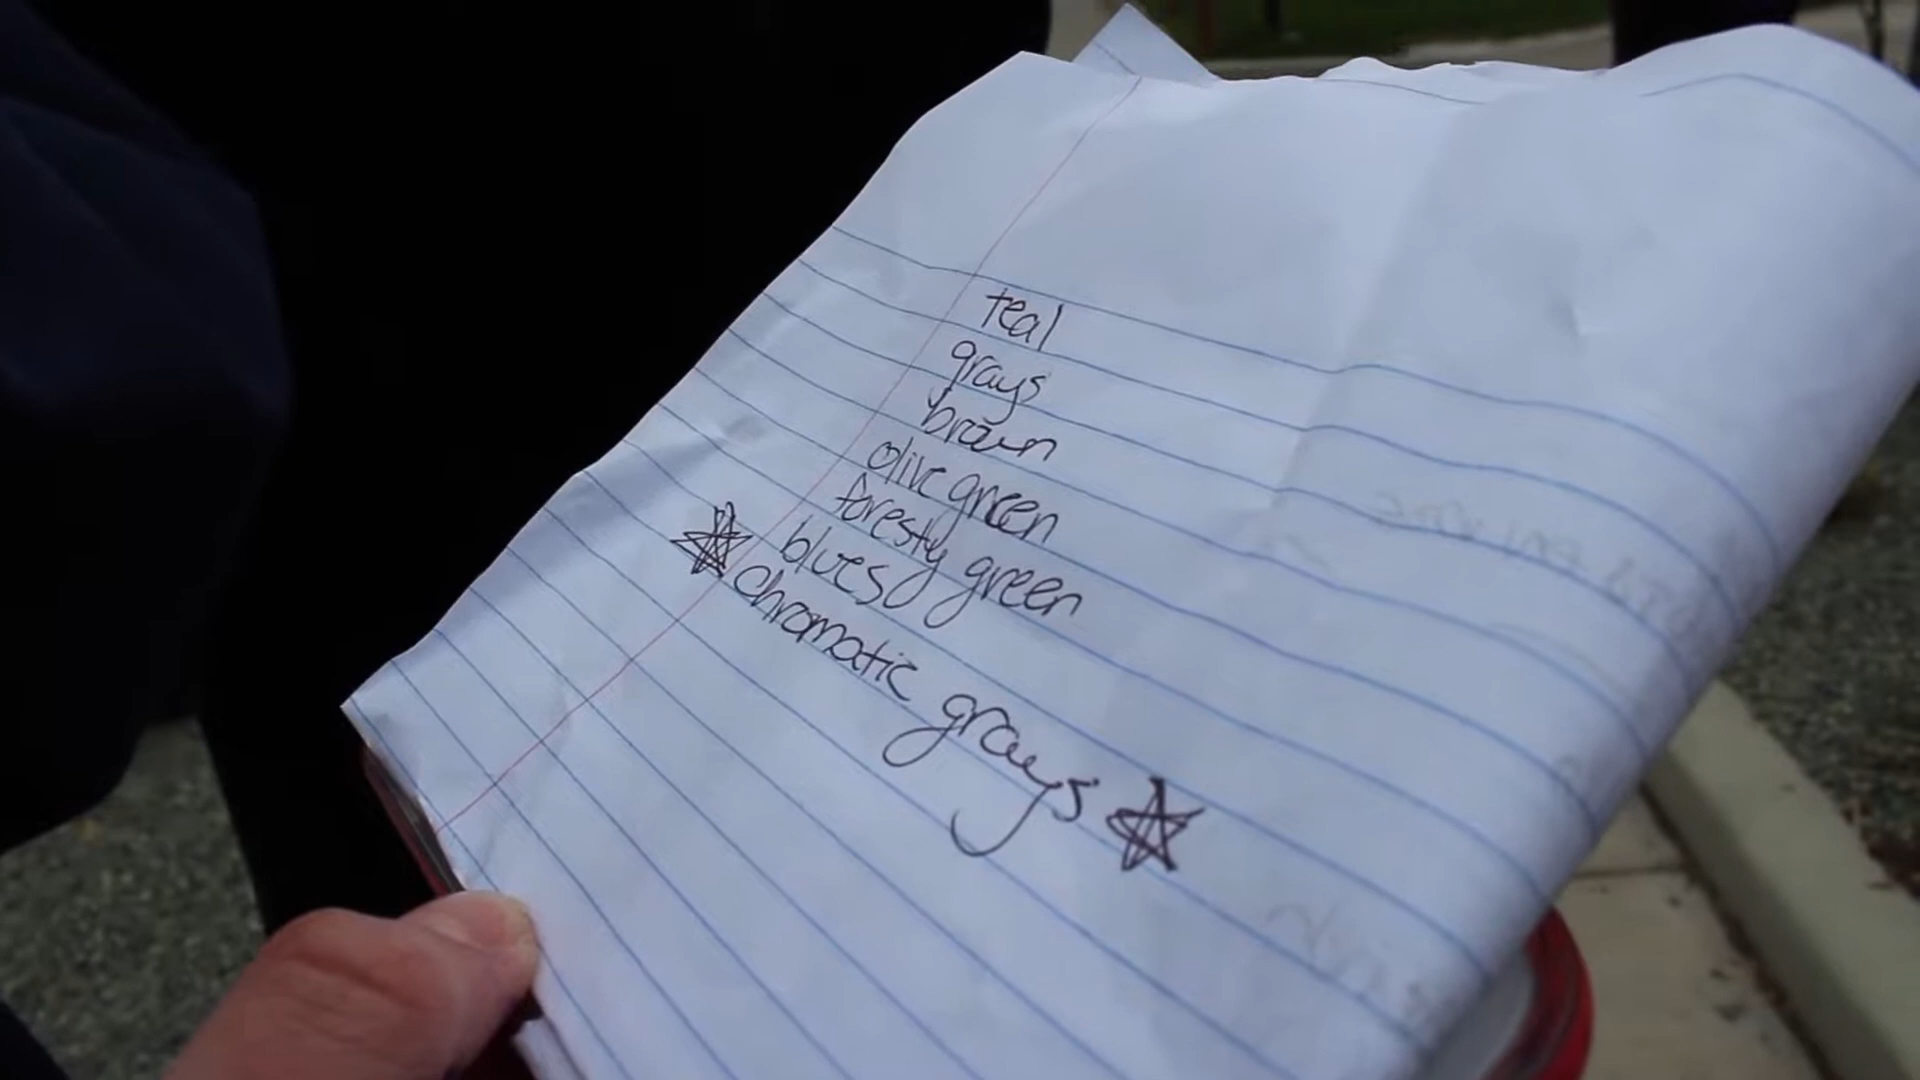 teal
grays
brown
olive green
foresty green
blues
chromatic grays